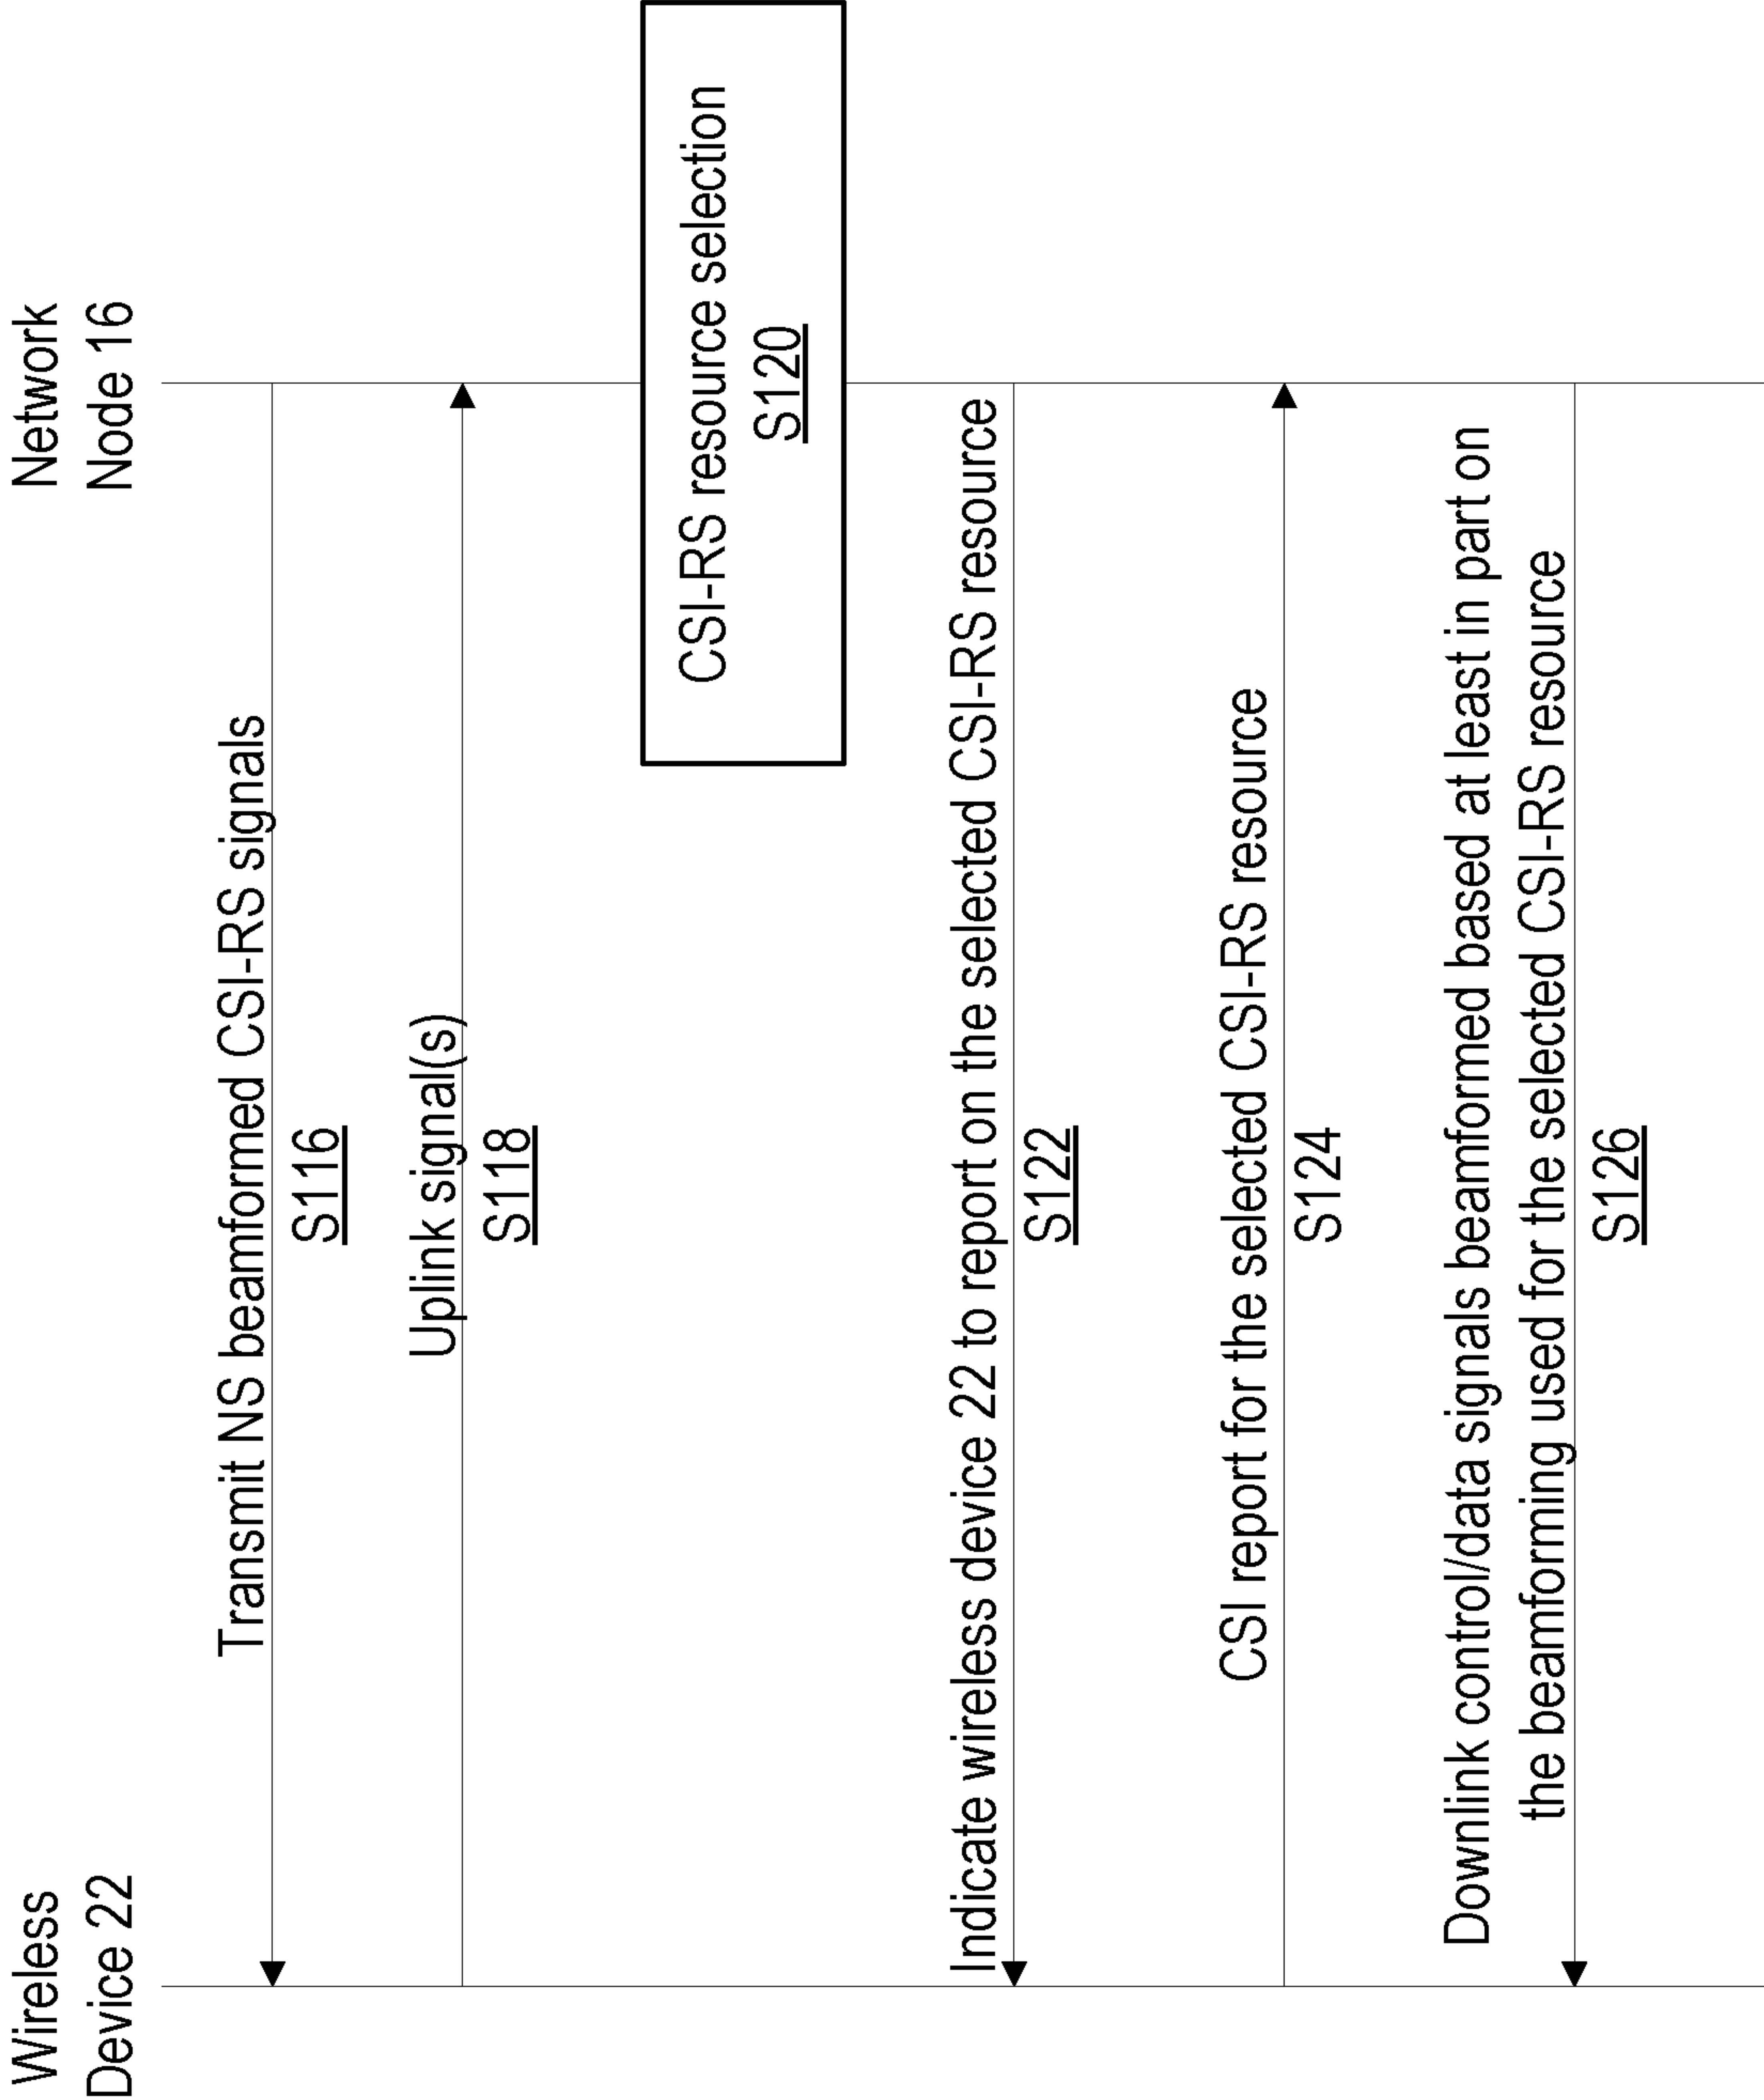 Wireless
Device 22
Network
Node 16
Transmit NS beamformed CSI-RS signals
S116
Uplink signal(s)
S118
CSI-RS resource selection
S120
Indicate wireless device 22 to report on the selected CSI-RS resource
S122
CSI report for the selected CSI-RS resource
S124
Downlink control/data signals beamformed based at least in part on
the beamforming used for the selected CSI-RS resource
S126